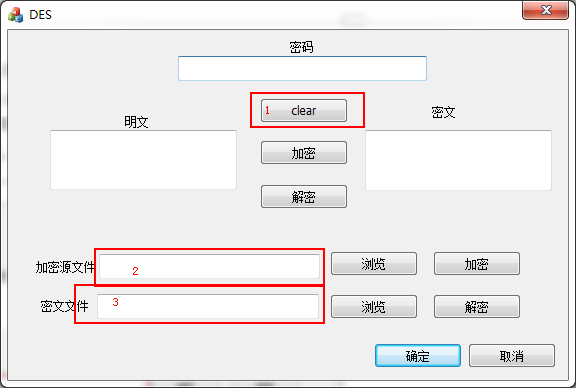 DES
密码
明文
1 clear
密文
加密
解密
加密源文件 2 浏览 加密
密文文件 3 浏览 解密
确定 取消